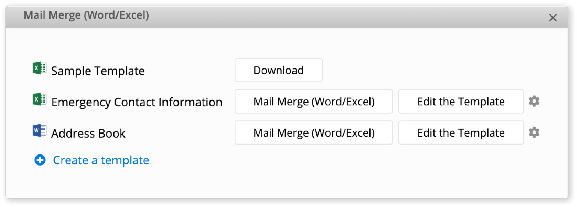 Mail Merge (Word/Excel)
Sample Template Download
Emergency Contact Information Mail Merge (Word/Excel) Edit the Template
Address Book Mail Merge (Word/Excel) Edit the Template
Create a template